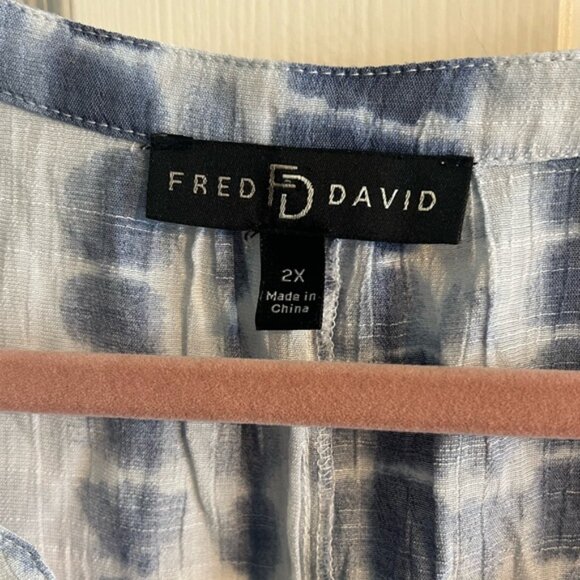 FRED FD DAVID
2X
Made in
China